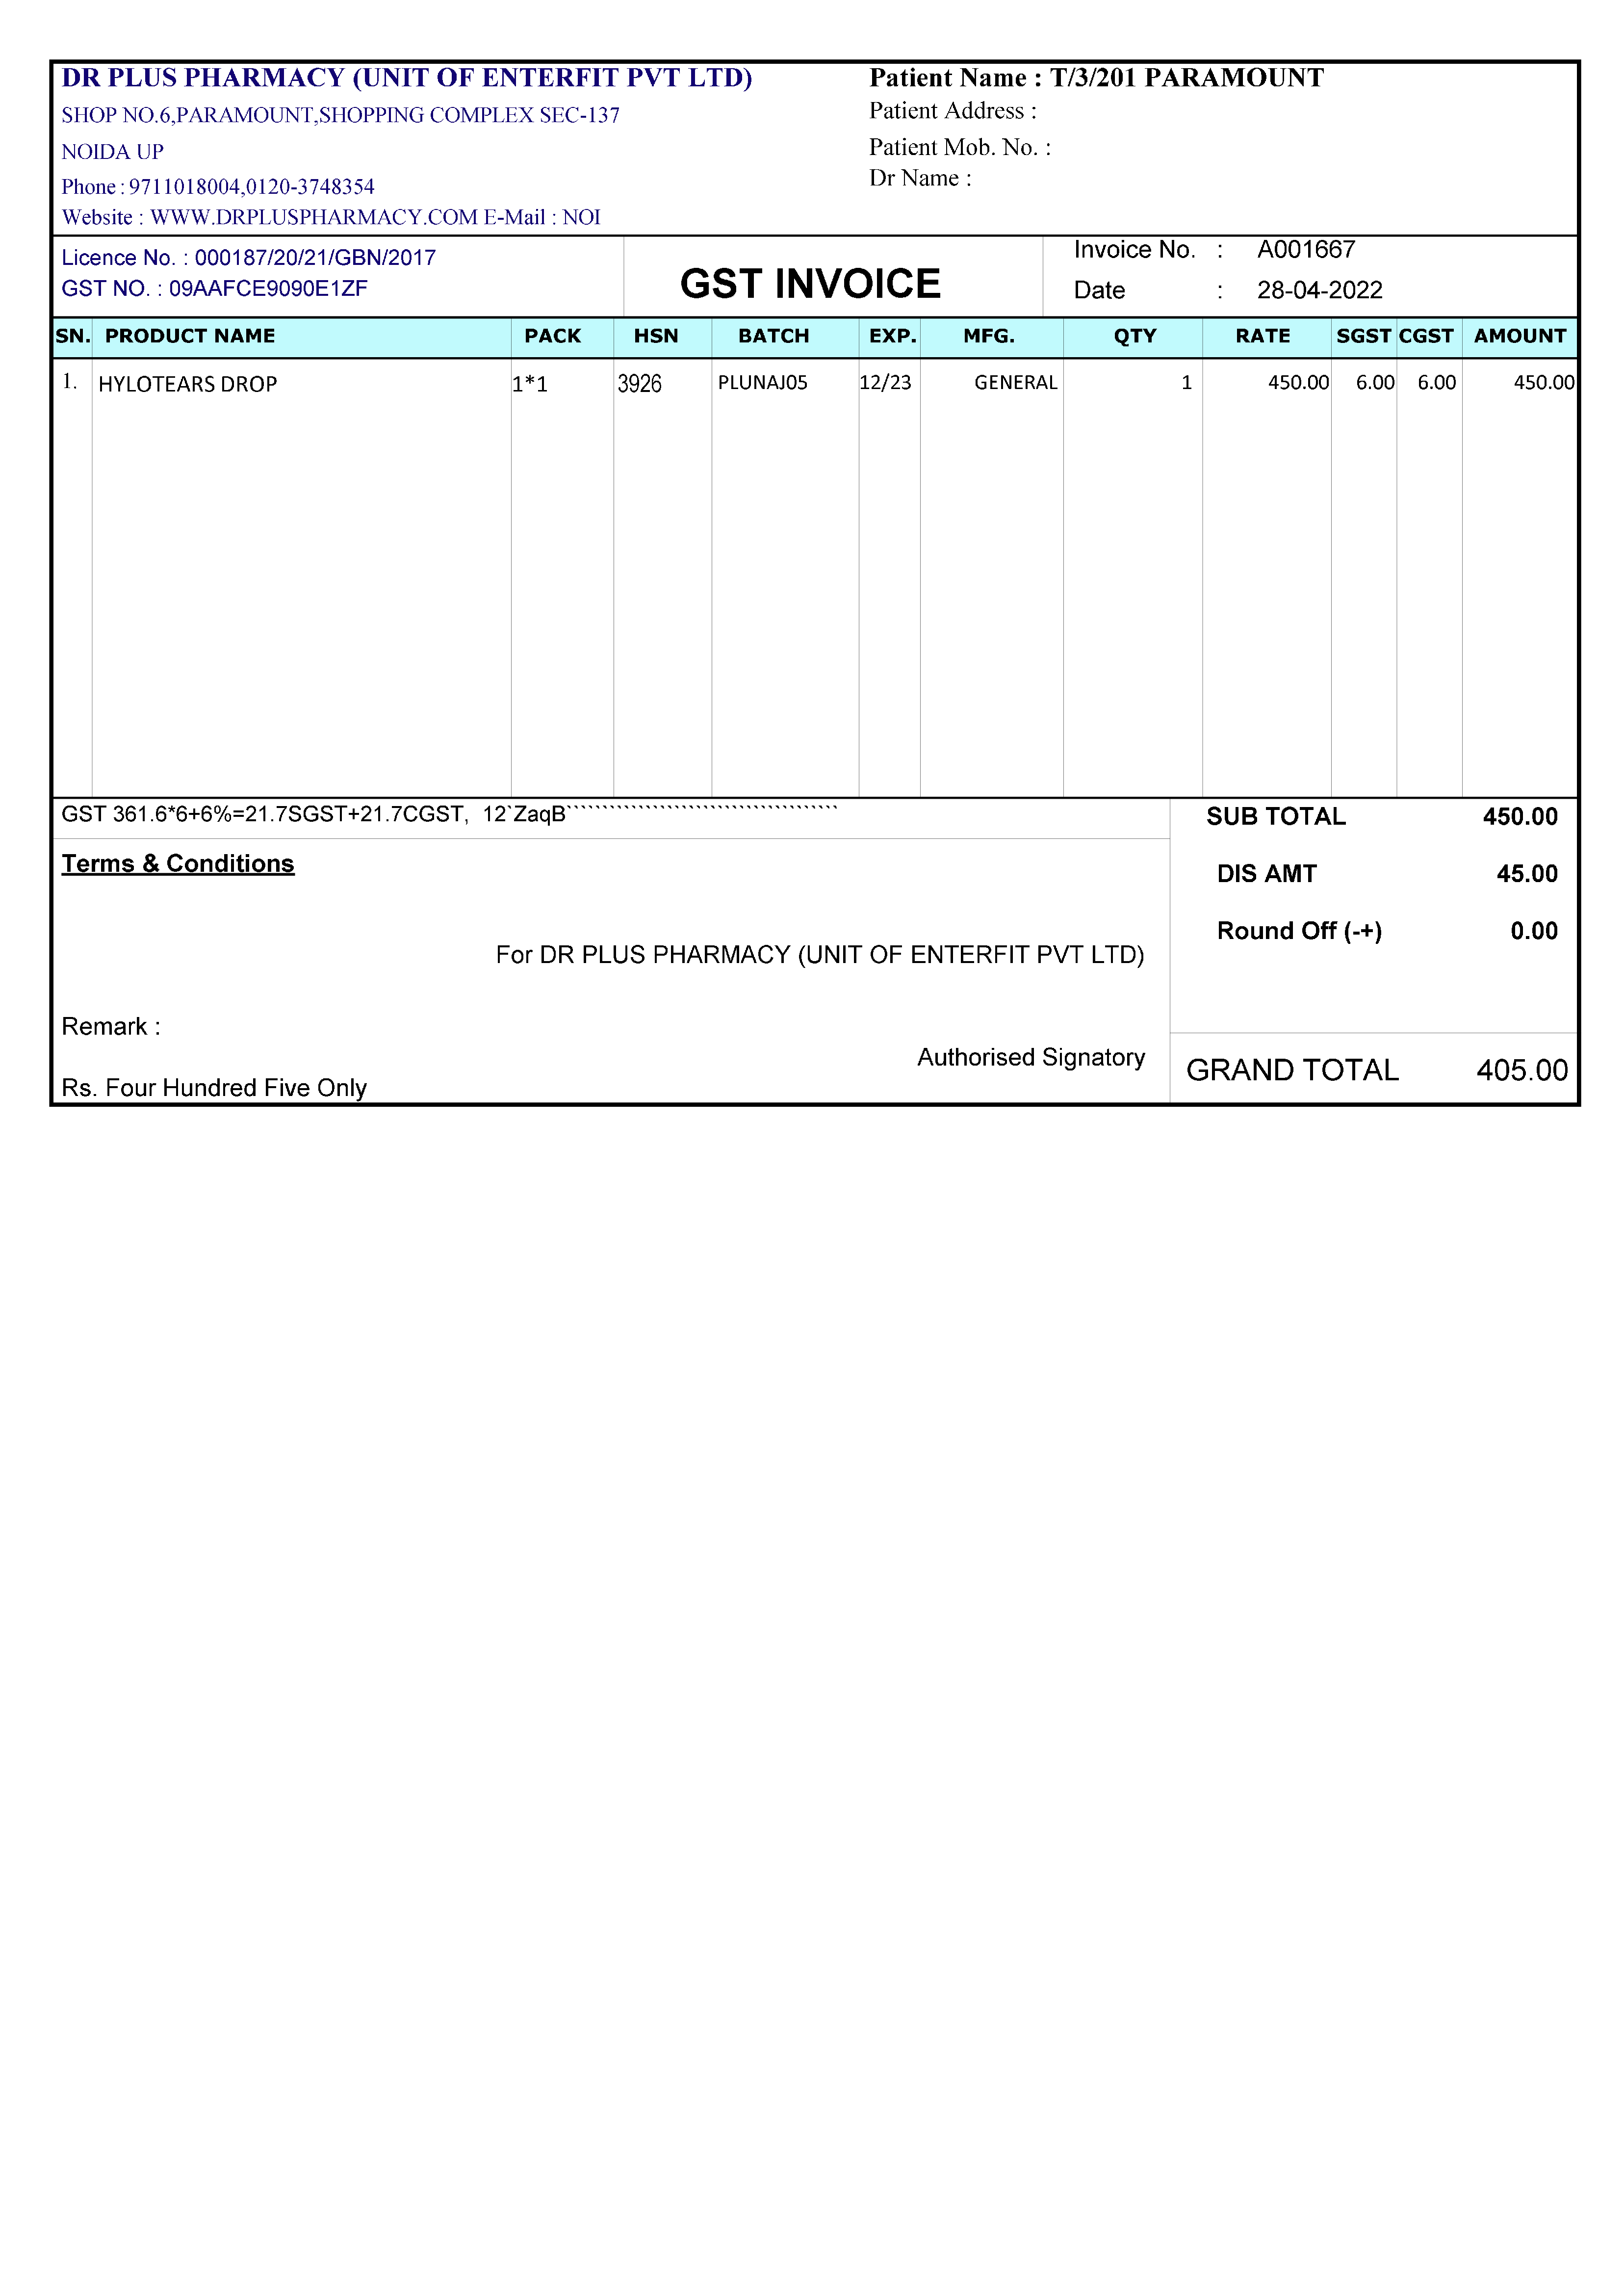 DR PLUS PHARMACY (UNIT OF ENTERFIT PVT LTD)
SHOP NO.6,PARAMOUNT,SHOPPING COMPLEX SEC-137
NOIDA UP
Phone : 9711018004,0120-3748354
Website : WWW.DRPLUSPHARMACY.COM E-Mail : NOI
Patient Name : T/3/201 PARAMOUNT
Patient Address :
Patient Mob. No. :
Dr Name :
Licence No. : 000187/20/21/GBN/2017
GST NO. : 09AAFCE9090E1ZF
GST INVOICE
Invoice No. : A001667
Date : 28-04-2022
SN. PRODUCT NAME PACK HSN BATCH EXP. MFG. QTY RATE SGST CGST AMOUNT
1. HYLOTEARS DROP 1*1 3926 PLUNAJ05 12/23 GENERAL 1 450.00 6.00 6.00 450.00
GST 361.6*6+6%=21.7SGST+21.7CGST, 12`ZaqB``````````````````````````````````````
SUB TOTAL 450.00
Terms & Conditions
DIS AMT 45.00
Round Off (-+) 0.00
For DR PLUS PHARMACY (UNIT OF ENTERFIT PVT LTD)
Remark :
Authorised Signatory
GRAND TOTAL 405.00
Rs. Four Hundred Five Only